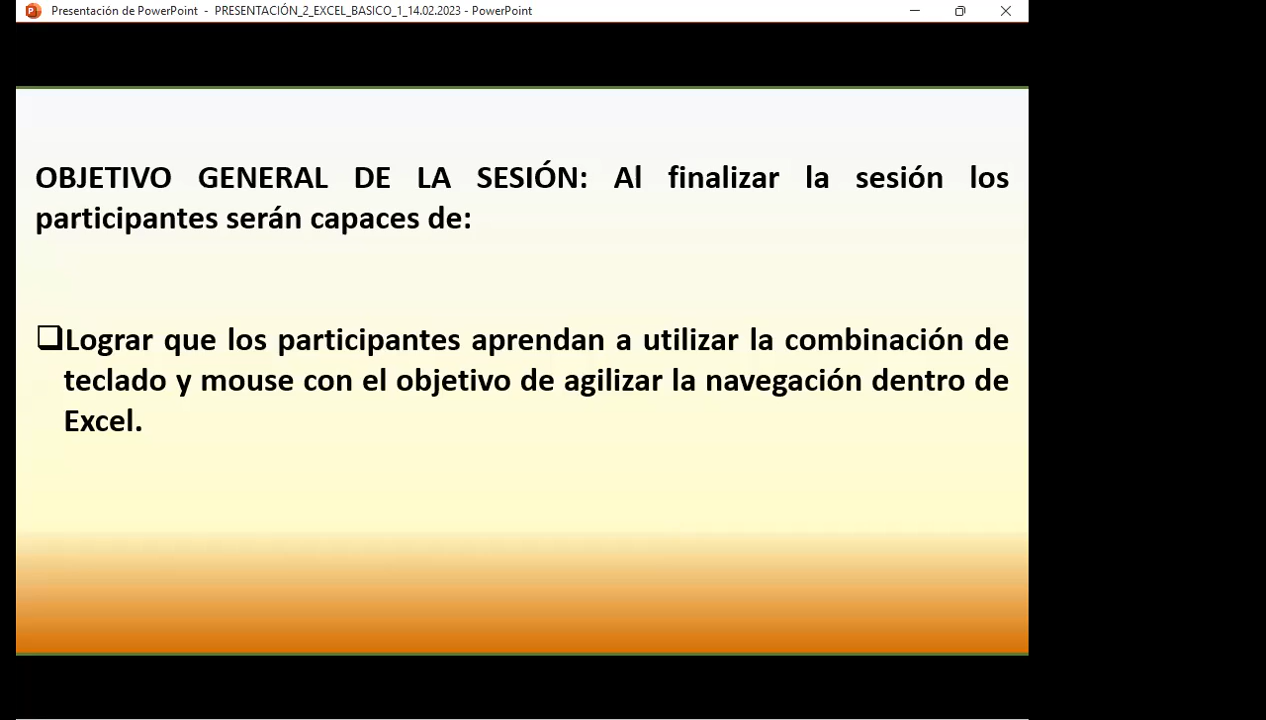 Presentación de PowerPoint - PRESENTACIÓN_2_EXCEL_BASICO_1_14.02.2023 - PowerPoint
OBJETIVO GENERAL DE LA SESIÓN: Al finalizar la sesión los
participantes serán capaces de:
Lograr que los participantes aprendan a utilizar la combinación de
teclado y mouse con el objetivo de agilizar la navegación dentro de
Excel.